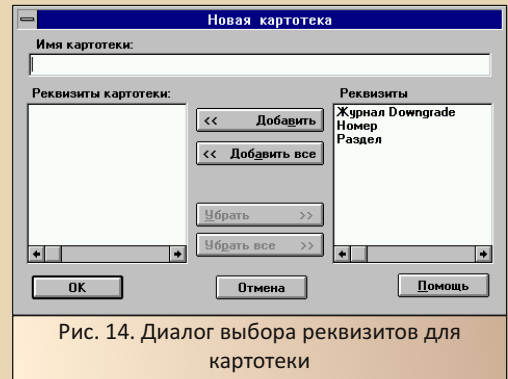 Новая картотека
Имя картотеки:
Реквизиты картотеки:
Реквизиты
<< Добавить
<< Добавить все
Убрать >>
Убрать все >>
Журнал Downgrade
Номер
Раздел
OK
Отмена
Помощь
Рис. 14. Диалог выбора реквизитов для
картотеки